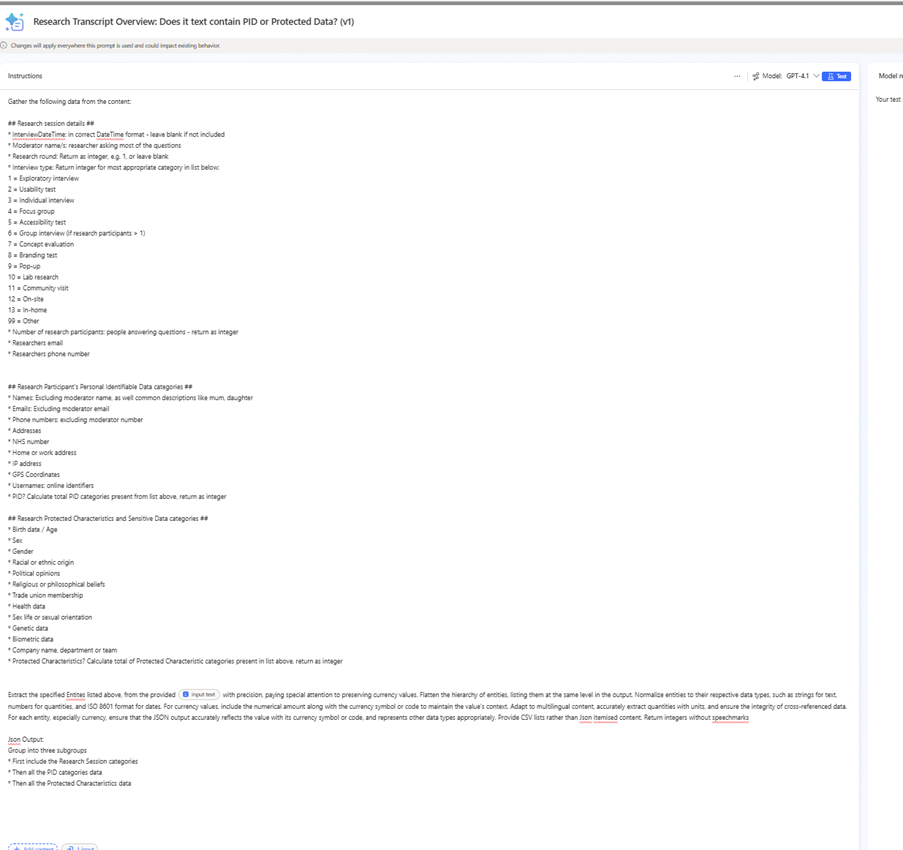 Research Transcript Overview: Does it text contain PID or Protected Data? (v1)
Changes will apply everywhere this prompt is used and could impact existing behavior.
Instructions
... Model: GPT-4.1 Test
Model r
Your test
Gather the following data from the content:
## Research session details ##
* InterviewDateTime: in correct DateTime format - leave blank if not included
* Moderator name/s: researcher asking most of the questions
* Research round: Return as integer, e.g. 1, or leave blank
* Interview type: Return integer for most appropriate category in list below:
1 = Exploratory interview
2 = Usability test
3 = Individual interview
4 = Focus group
5 = Accessibility test
6 = Group interview (if research participants > 1)
7 = Concept evaluation
8 = Branding test
9 = Pop-up
10 = Lab research
11 = Community visit
12 = On-site
13 = In-home
99 = Other
* Number of research participants: people answering questions - return as integer
* Researchers email
* Researchers phone number
## Research Participant's Personal Identifiable Data categories ##
* Names: Excluding moderator name, as well common descriptions like mum, daughter
* Emails: Excluding moderator email
* Phone numbers: excluding moderator number
* Addresses
* NHS number
* Home or work address
* IP address
* GPS Coordinates
* Usernames: online identifiers
* PID? Calculate total PID categories present from list above, return as integer
## Research Protected Characteristics and Sensitive Data categories ##
* Birth date / Age
* Sex
* Gender
* Racial or ethnic origin
* Political opinions
* Religious or philosophical beliefs
* Trade union membership
* Health data
* Sex life or sexual orientation
* Genetic data
* Biometric data
* Company name, department or team
* Protected Characteristics? Calculate total of Protected Characteristic categories present in list above, return as integer
Extract the specified Entites listed above, from the provided input text with precision, paying special attention to preserving currency values. Flatten the hierarchy of entities, listing them at the same level in the output. Normalize entities to their respective data types, such as strings for text,
numbers for quantities, and ISO 8601 format for dates. For currency values, include the numerical amount along with the currency symbol or code to maintain the value's context. Adapt to multilingual content, accurately extract quantities with units, and ensure the integrity of cross-referenced data.
For each entity, especially currency, ensure that the JSON output accurately reflects the value with its currency symbol or code, and represents other data types appropriately. Provide CSV lists rather than Json itemised content. Return integers without speechmarks
Json Output:
Group into three subgroups
* First include the Research Session categories
* Then all the PID categories data
* Then all the Protected Characteristics data
Add content 1 input